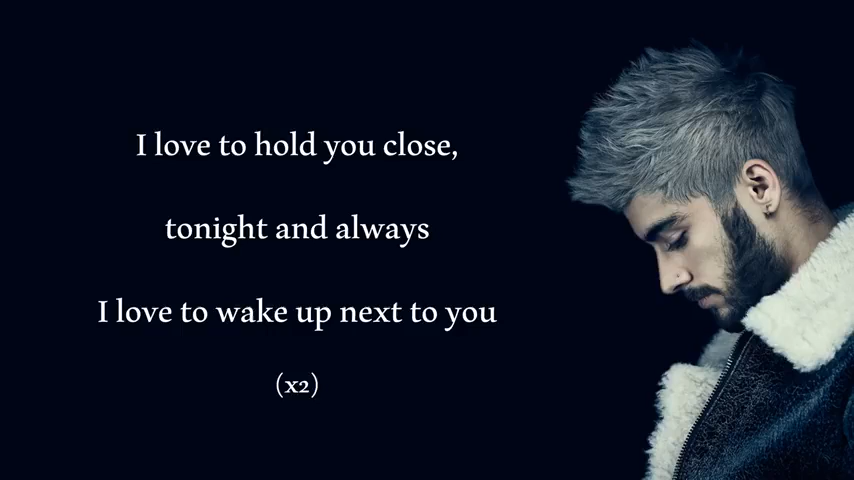 I love to hold you close,
tonight and always
I love to wake up next to you
(x2)